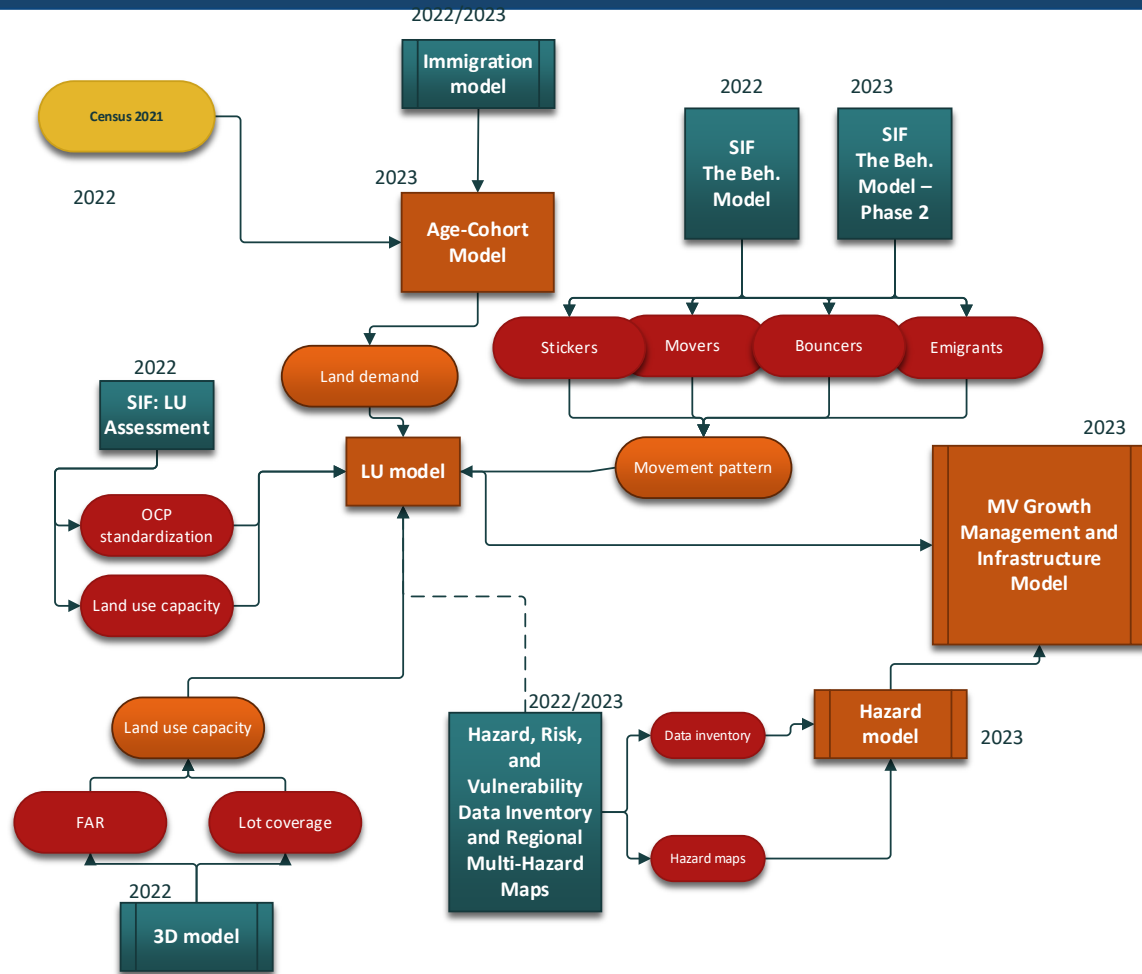 2022/2023
Immigration
model
Census 2021
2022
2023
Age-Cohort
Model
2022
SIF
The Beh.
Model
2023
SIF
The Beh.
Model –
Phase 2
Stickers
Movers
Bouncers
Emigrants
Land demand
2022
SIF: LU
Assessment
LU model
Movement pattern
2023
MV Growth
Management and
Infrastructure
Model
OCP
standardization
Land use capacity
Land use capacity
FAR
Lot coverage
2022
3D model
2022/2023
Hazard, Risk,
and
Vulnerability
Data Inventory
and Regional
Multi-Hazard
Maps
Data inventory
Hazard maps
Hazard
model
2023